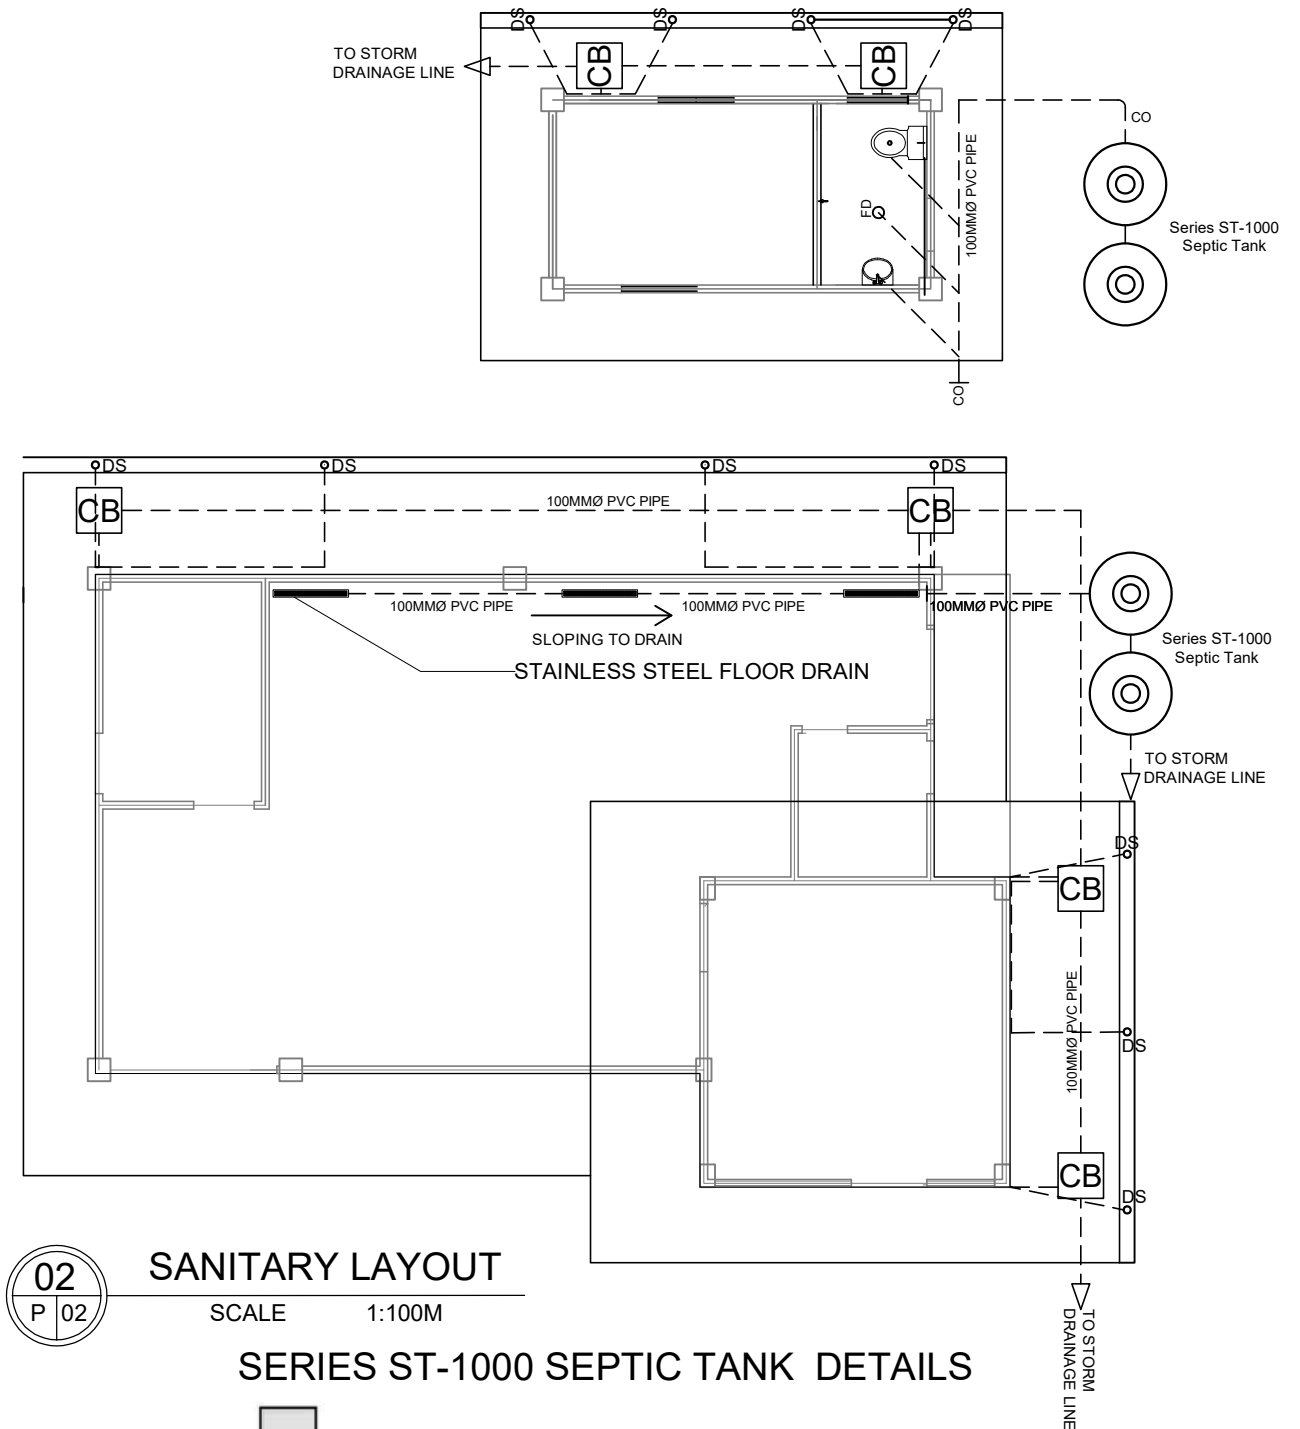 DS
DS
DS
DS
TO STORM
DRAINAGE LINE
CB
CB
CO
100MMØ PVC PIPE
FD
Series ST-1000
Septic Tank
CO
DS
DS
DS
DS
CB
100MMØ PVC PIPE
CB
100MMØ PVC PIPE
100MMØ PVC PIPE
100MMØ PVC PIPE
SLOPING TO DRAIN
STAINLESS STEEL FLOOR DRAIN
Series ST-1000
Septic Tank
TO STORM
DRAINAGE LINE
DS
CB
100MMØ PVC PIPE
DS
CB
DS
TO STORM
DRAINAGE LINE
02
P 02
SANITARY LAYOUT
SCALE 1:100M
SERIES ST-1000 SEPTIC TANK DETAILS